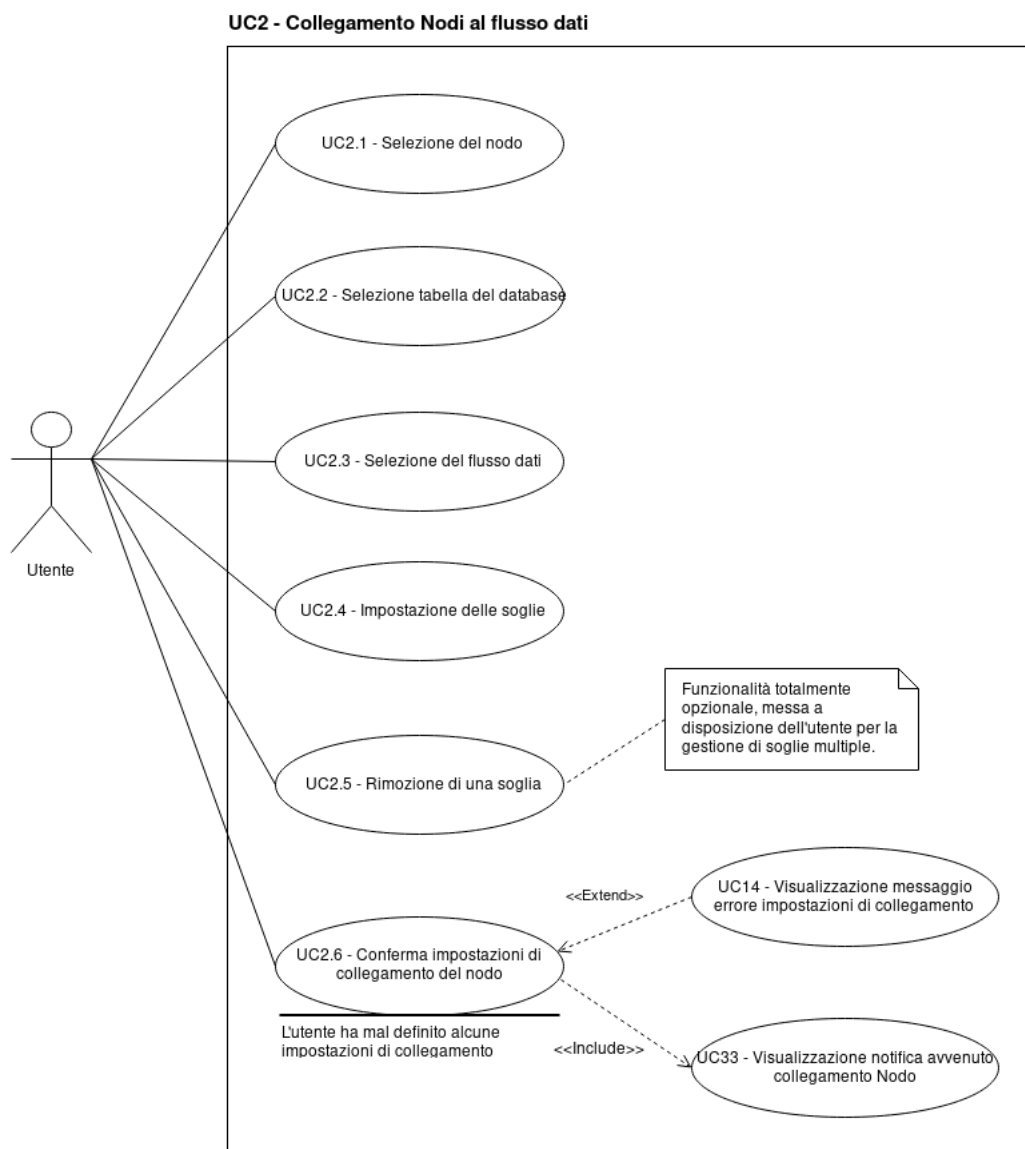 UC2 - Collegamento Nodi al flusso dati
UC2.1 - Selezione del nodo
UC2.2 - Selezione tabella del database
UC2.3 - Selezione del flusso dati
Utente
UC2.4 - Impostazione delle soglie
Funzionalità totalmente
opzionale, messa a
disposizione dell'utente per la
gestione di soglie multiple.
UC2.5 - Rimozione di una soglia
<<Extend>>
UC14 - Visualizzazione messaggio
errore impostazioni di collegamento
UC2.6 - Conferma impostazioni di
collegamento del nodo
L'utente ha mal definito alcune
impostazioni di collegamento
<<Include>>
UC33 - Visualizzazione notifica avvenuto
collegamento Nodo